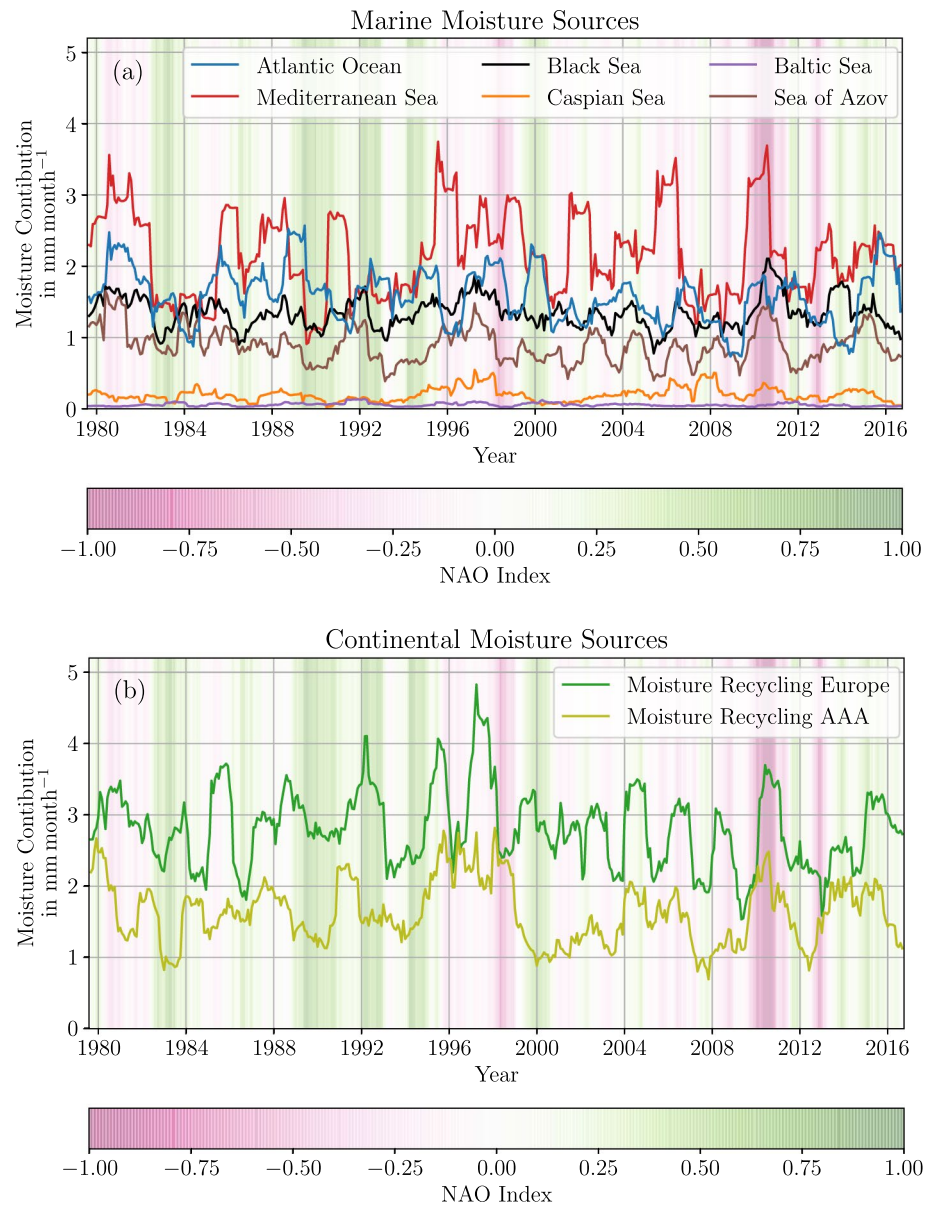 Marine Moisture Sources
(a)
Atlantic Ocean
Mediterranean Sea
Black Sea
Caspian Sea
Baltic Sea
Sea of Azov
Moisture Contibution
in mm month⁻¹
5
4
3
2
1
0
1980 1984 1988 1992 1996 2000 2004 2008 2012 2016
Year
−1.00 −0.75 −0.50 −0.25 0.00 0.25 0.50 0.75 1.00
NAO Index
Continental Moisture Sources
(b)
Moisture Recycling Europe
Moisture Recycling AAA
Moisture Contibution
in mm month⁻¹
5
4
3
2
1
0
1980 1984 1988 1992 1996 2000 2004 2008 2012 2016
Year
−1.00 −0.75 −0.50 −0.25 0.00 0.25 0.50 0.75 1.00
NAO Index